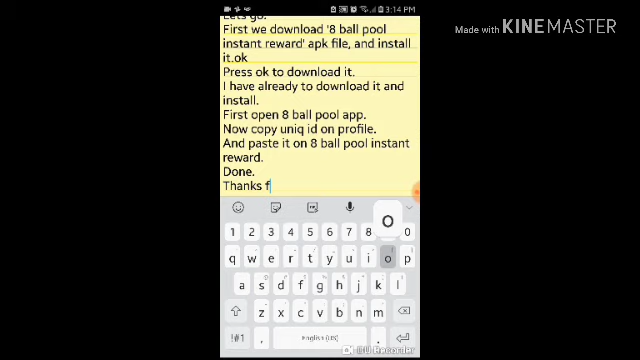 3:14 PM
Made with KINEMASTER
Lets go.
First we download '8 ball pool
instant reward' apk file, and install
it.ok
Press ok to download it.
I have already to download it and
install.
First open 8 ball pool app.
Now copy uniq id on profile.
And paste it on 8 ball pool instant
reward.
Done.
Thanks f
o
1 2 3 4 5 6 7 8 0
q w e r t y u i o p
a s d f g h j k l
z x c v b n m
!#1 , English (US) .